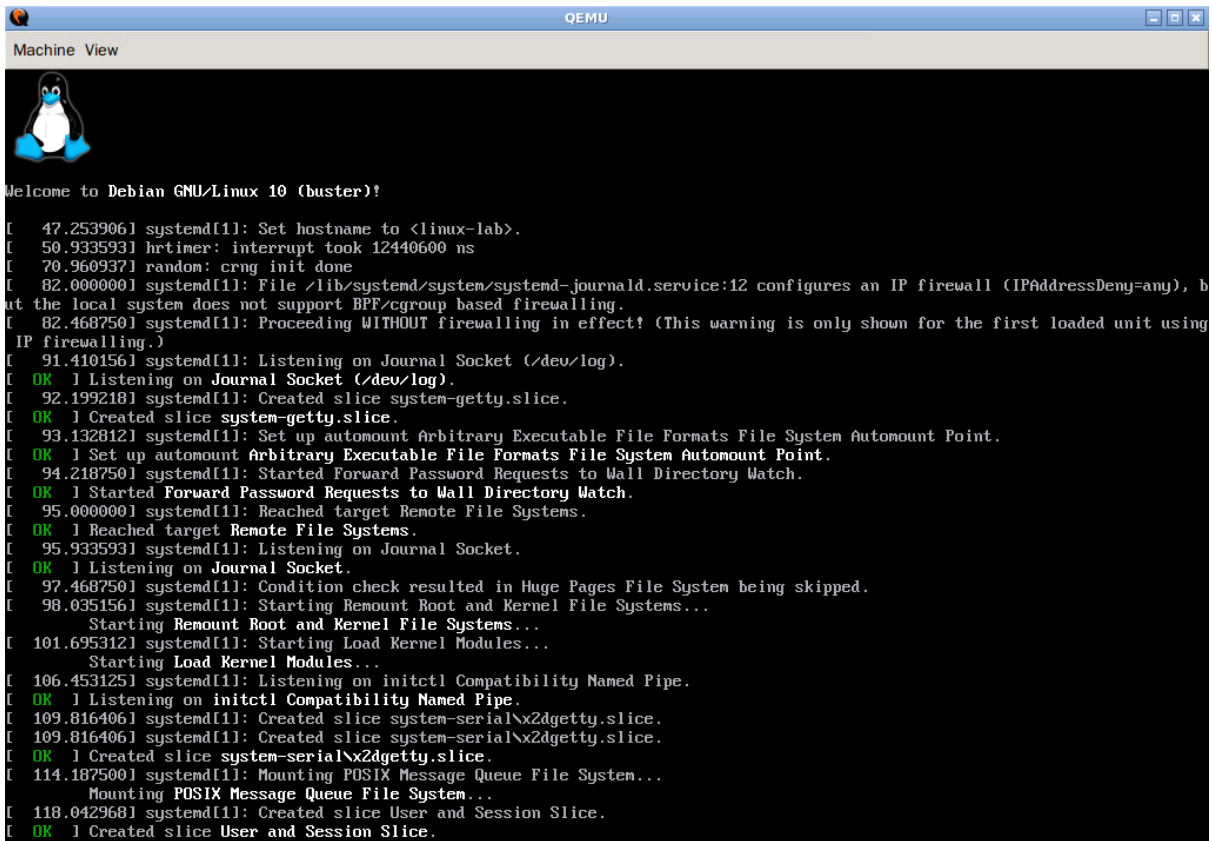 QEMU
Machine View
Welcome to Debian GNU/Linux 10 (buster)!
[   47.253906] systemd[1]: Set hostname to <linux-lab>.
[   50.933593] hrtimer: interrupt took 12440600 ns
[   70.960937] random: crng init done
[   82.000000] systemd[1]: File /lib/systemd/system/systemd-journald.service:12 configures an IP firewall (IPAddressDeny=any), b
ut the local system does not support BPF/cgroup based firewalling.
[   82.468750] systemd[1]: Proceeding WITHOUT firewalling in effect! (This warning is only shown for the first loaded unit using
 IP firewalling.)
[   91.410156] systemd[1]: Listening on Journal Socket (/dev/log).
[  OK  ] Listening on Journal Socket (/dev/log).
[   92.199218] systemd[1]: Created slice system-getty.slice.
[  OK  ] Created slice system-getty.slice.
[   93.132812] systemd[1]: Set up automount Arbitrary Executable File Formats File System Automount Point.
[  OK  ] Set up automount Arbitrary Executable File Formats File System Automount Point.
[   94.218750] systemd[1]: Started Forward Password Requests to Wall Directory Watch.
[  OK  ] Started Forward Password Requests to Wall Directory Watch.
[   95.000000] systemd[1]: Reached target Remote File Systems.
[  OK  ] Reached target Remote File Systems.
[   95.933593] systemd[1]: Listening on Journal Socket.
[  OK  ] Listening on Journal Socket.
[   97.468750] systemd[1]: Condition check resulted in Huge Pages File System being skipped.
[   98.035156] systemd[1]: Starting Remount Root and Kernel File Systems...
         Starting Remount Root and Kernel File Systems...
[  101.695312] systemd[1]: Starting Load Kernel Modules...
         Starting Load Kernel Modules...
[  106.453125] systemd[1]: Listening on initctl Compatibility Named Pipe.
[  OK  ] Listening on initctl Compatibility Named Pipe.
[  109.816406] systemd[1]: Created slice system-serial\x2dgetty.slice.
[  109.816406] systemd[1]: Created slice system-serial\x2dgetty.slice.
[  OK  ] Created slice system-serial\x2dgetty.slice.
[  114.187500] systemd[1]: Mounting POSIX Message Queue File System...
         Mounting POSIX Message Queue File System...
[  118.042968] systemd[1]: Created slice User and Session Slice.
[  OK  ] Created slice User and Session Slice.